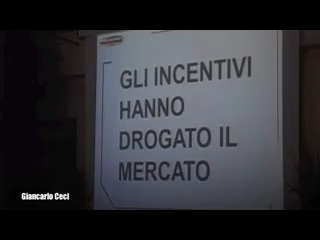 GLI INCENTIVI
HANNO
DROGATO IL
MERCATO
Giancarlo Ceci